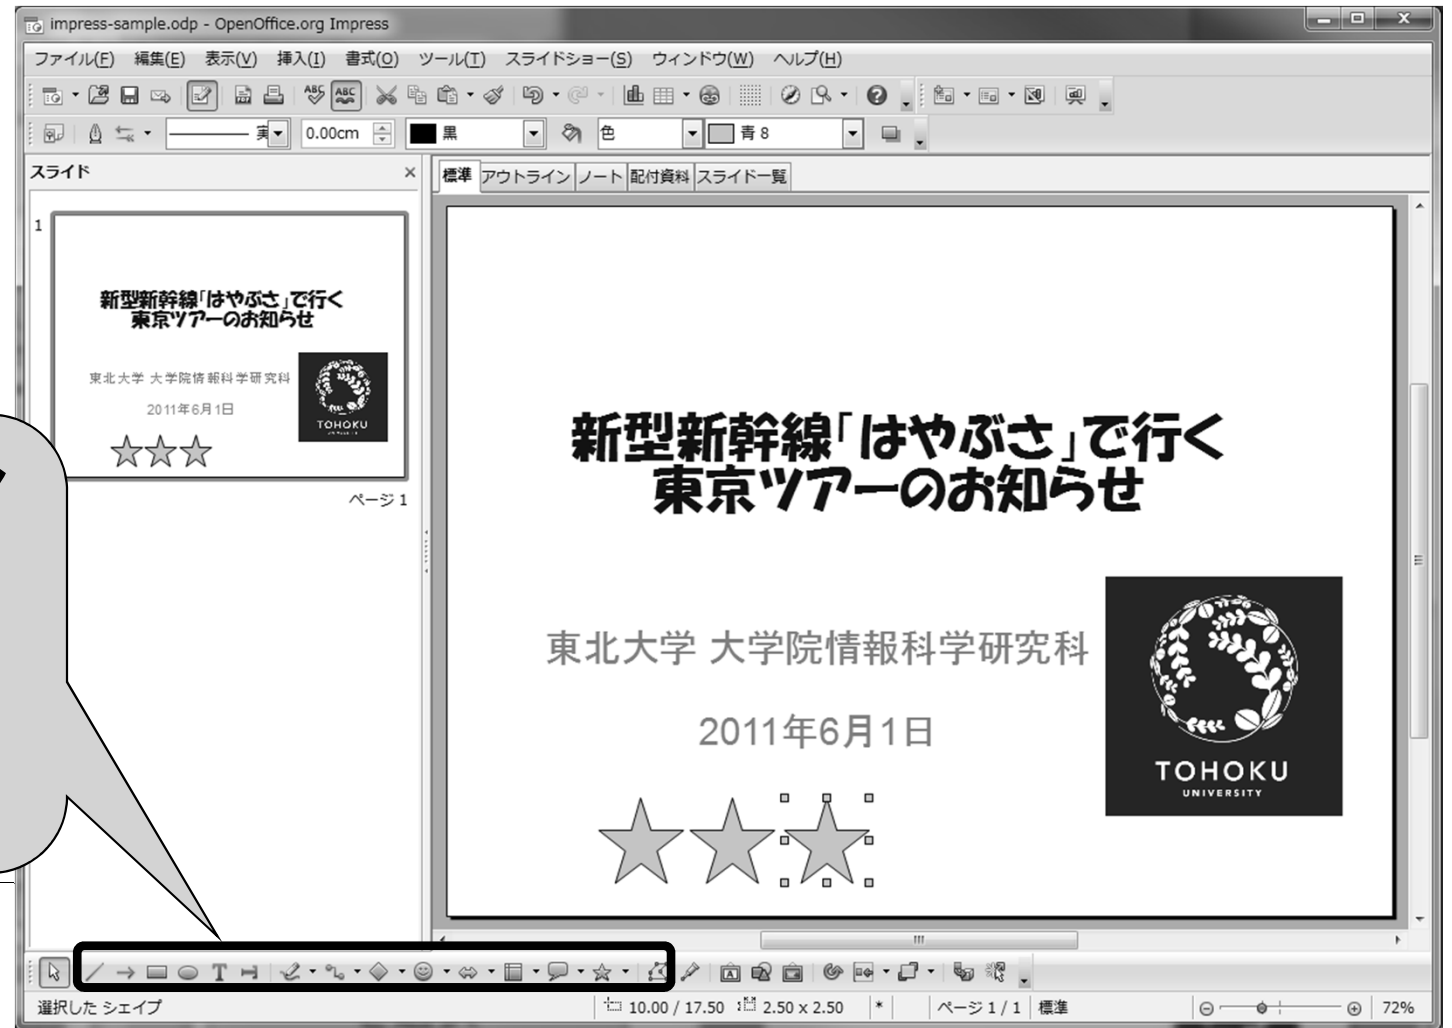 impress-sample.odp - OpenOffice.org Impress
ファイル(F) 編集(E) 表示(V) 挿入(I) 書式(O) ツール(T) スライドショー(S) ウィンドウ(W) ヘルプ(H)
ABC ABC
実 0.00cm 黒 色 青 8
スライド
標準 アウトライン ノート 配付資料 スライド一覧
1
新型新幹線「はやぶさ」で行く
東京ツアーのお知らせ
東北大学 大学院情報科学研究科
2011年6月1日
TOHOKU
ページ 1
新型新幹線「はやぶさ」で行く
東京ツアーのお知らせ
東北大学 大学院情報科学研究科
2011年6月1日
TOHOKU
UNIVERSITY
選択した シェイプ 10.00 / 17.50 2.50 x 2.50 * ページ 1 / 1 標準 72%